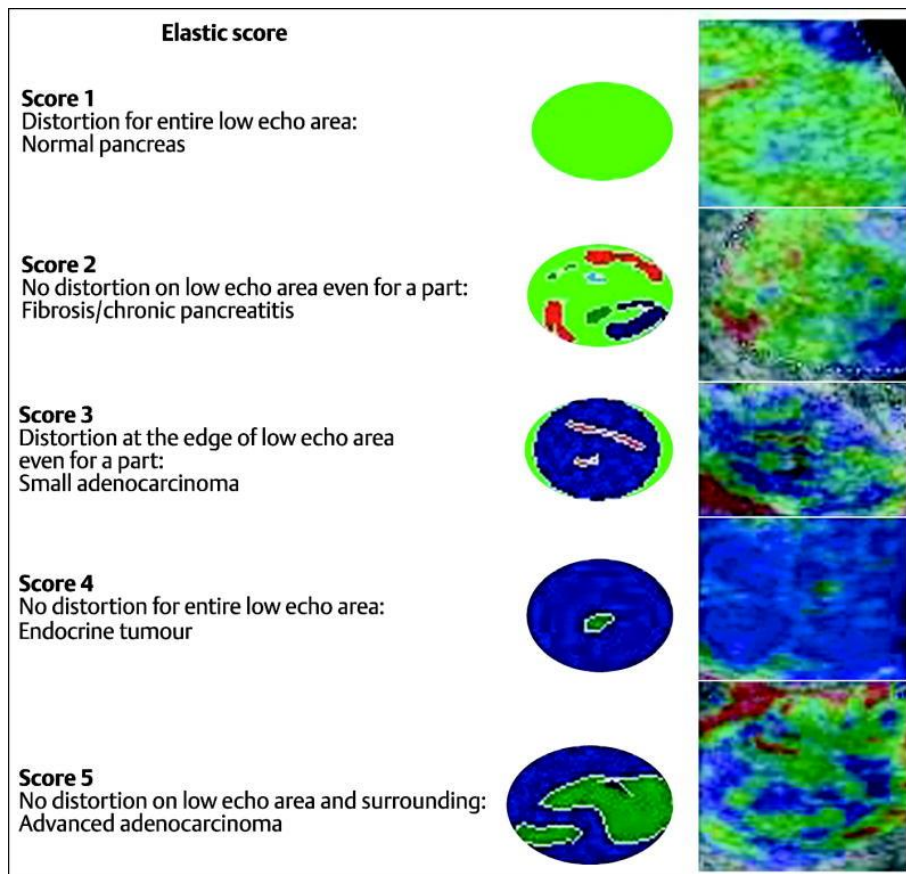 Elastic score
Score 1
Distortion for entire low echo area:
Normal pancreas
Score 2
No distortion on low echo area even for a part:
Fibrosis/chronic pancreatitis
Score 3
Distortion at the edge of low echo area
even for a part:
Small adenocarcinoma
Score 4
No distortion for entire low echo area:
Endocrine tumour
Score 5
No distortion on low echo area and surrounding:
Advanced adenocarcinoma